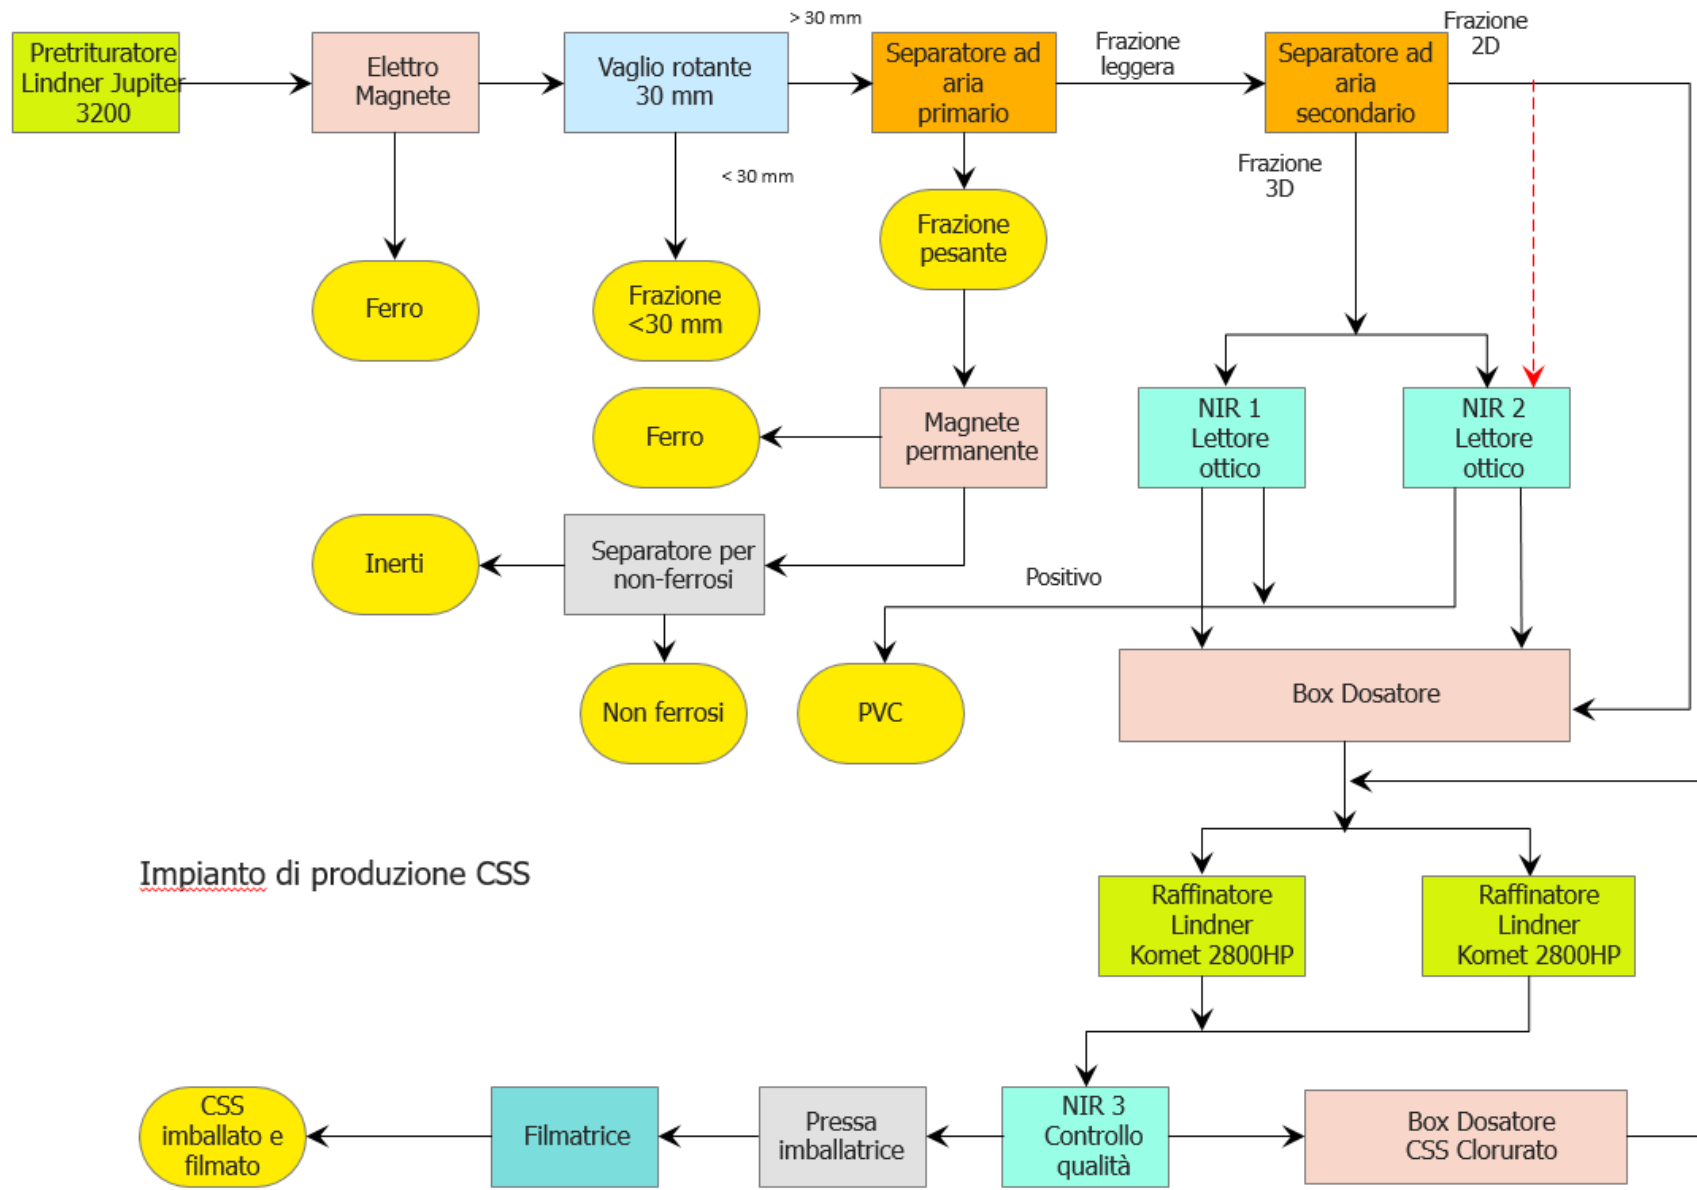 > 30 mm
Frazione
2D
Pretrituratore
Lindner Jupiter
3200
Elettro
Magnete
Vaglio rotante
30 mm
Separatore ad
aria
primario
Frazione
leggera
Separatore ad
aria
secondario
< 30 mm
Frazione
3D
Frazione
pesante
Ferro
Frazione
<30 mm
Ferro
Magnete
permanente
NIR 1
Lettore
ottico
NIR 2
Lettore
ottico
Inerti
Separatore per
non-ferrosi
Positivo
Non ferrosi
PVC
Box Dosatore
Impianto di produzione CSS
Raffinatore
Lindner
Komet 2800HP
Raffinatore
Lindner
Komet 2800HP
CSS
imballato e
filmato
Filmatrice
Pressa
imballatrice
NIR 3
Controllo
qualità
Box Dosatore
CSS Clorurato